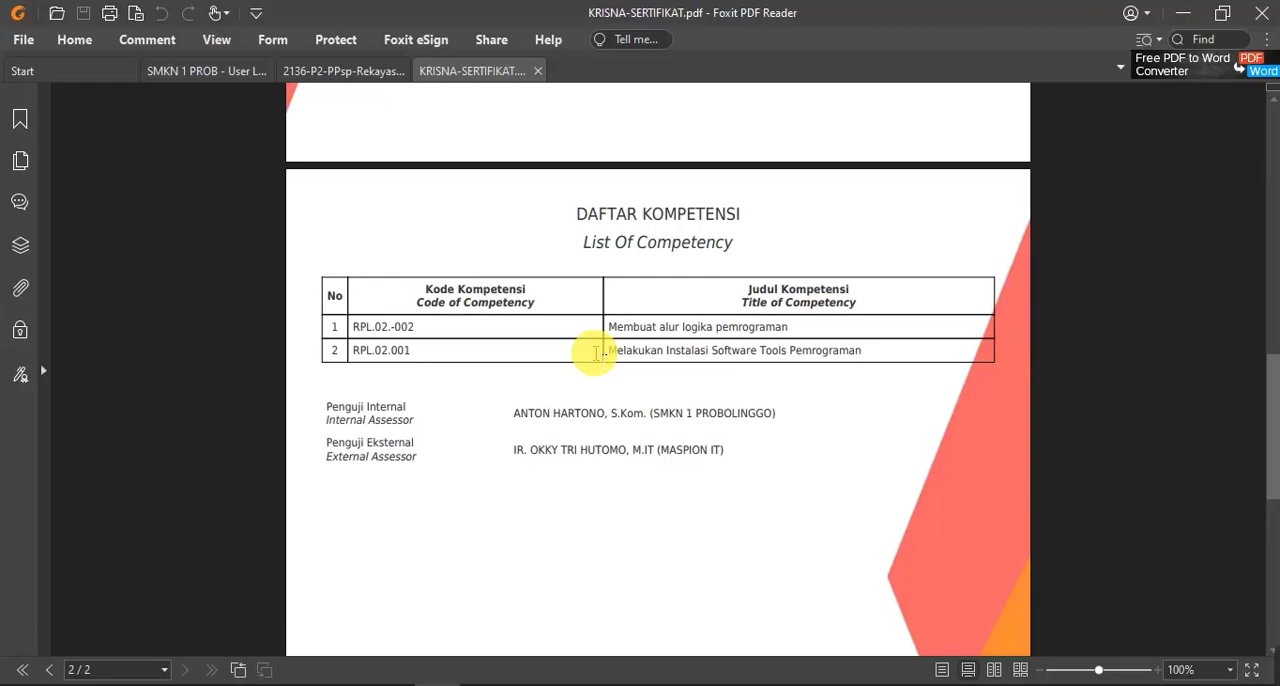 KRISNA-SERTIFIKAT.pdf - Foxit PDF Reader
File Home Comment View Form Protect Foxit eSign Share Help Tell me... Find
Start SMKN 1 PROB - User L... 2136-P2-PPsp-Rekayas... KRISNA-SERTIFIKAT....
Free PDF to Word PDF
Converter Word
DAFTAR KOMPETENSI
List Of Competency
No
Kode Kompetensi
Code of Competency
Judul Kompetensi
Title of Competency
1 RPL.02.-002 Membuat alur logika pemrograman
2 RPL.02.001 Melakukan Instalasi Software Tools Pemrograman
Penguji Internal
Internal Assessor
ANTON HARTONO, S.Kom. (SMKN 1 PROBOLINGGO)
Penguji Eksternal
External Assessor
IR. OKKY TRI HUTOMO, M.IT (MASPION IT)
2 / 2
100%